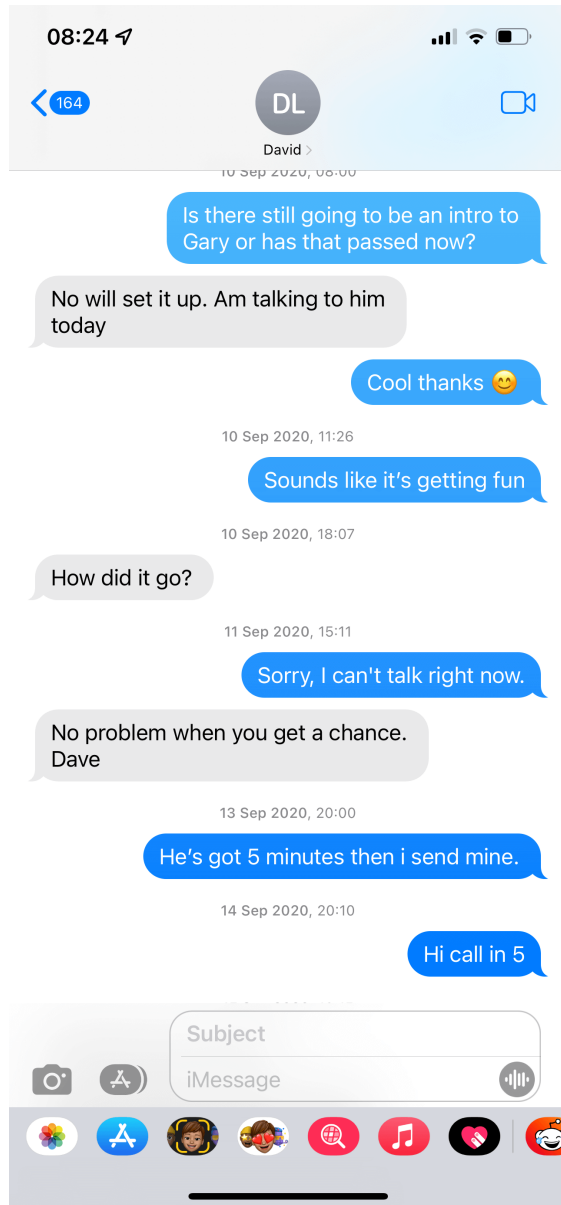 08:24
164
DL
David
10 Sep 2020, 08:00
Is there still going to be an intro to
Gary or has that passed now?
No will set it up. Am talking to him
today
Cool thanks 😊
10 Sep 2020, 11:26
Sounds like it's getting fun
10 Sep 2020, 18:07
How did it go?
11 Sep 2020, 15:11
Sorry, I can't talk right now.
No problem when you get a chance.
Dave
13 Sep 2020, 20:00
He's got 5 minutes then i send mine.
14 Sep 2020, 20:10
Hi call in 5
Subject
iMessage